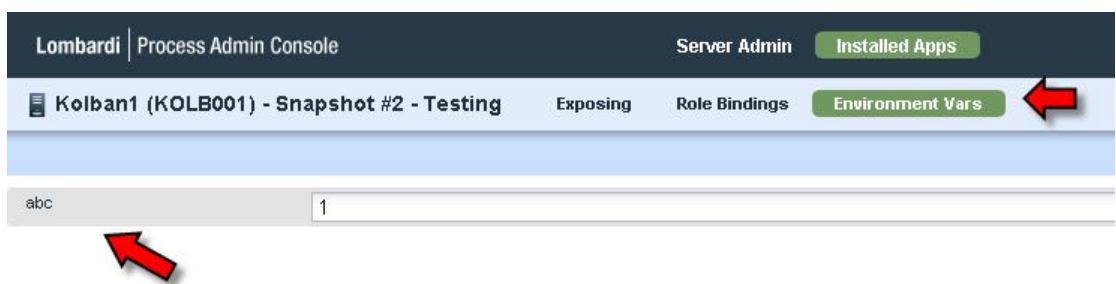 Lombardi | Process Admin Console Server Admin Installed Apps
Kolban1 (KOLB001) - Snapshot #2 - Testing Exposing Role Bindings Environment Vars
abc 1